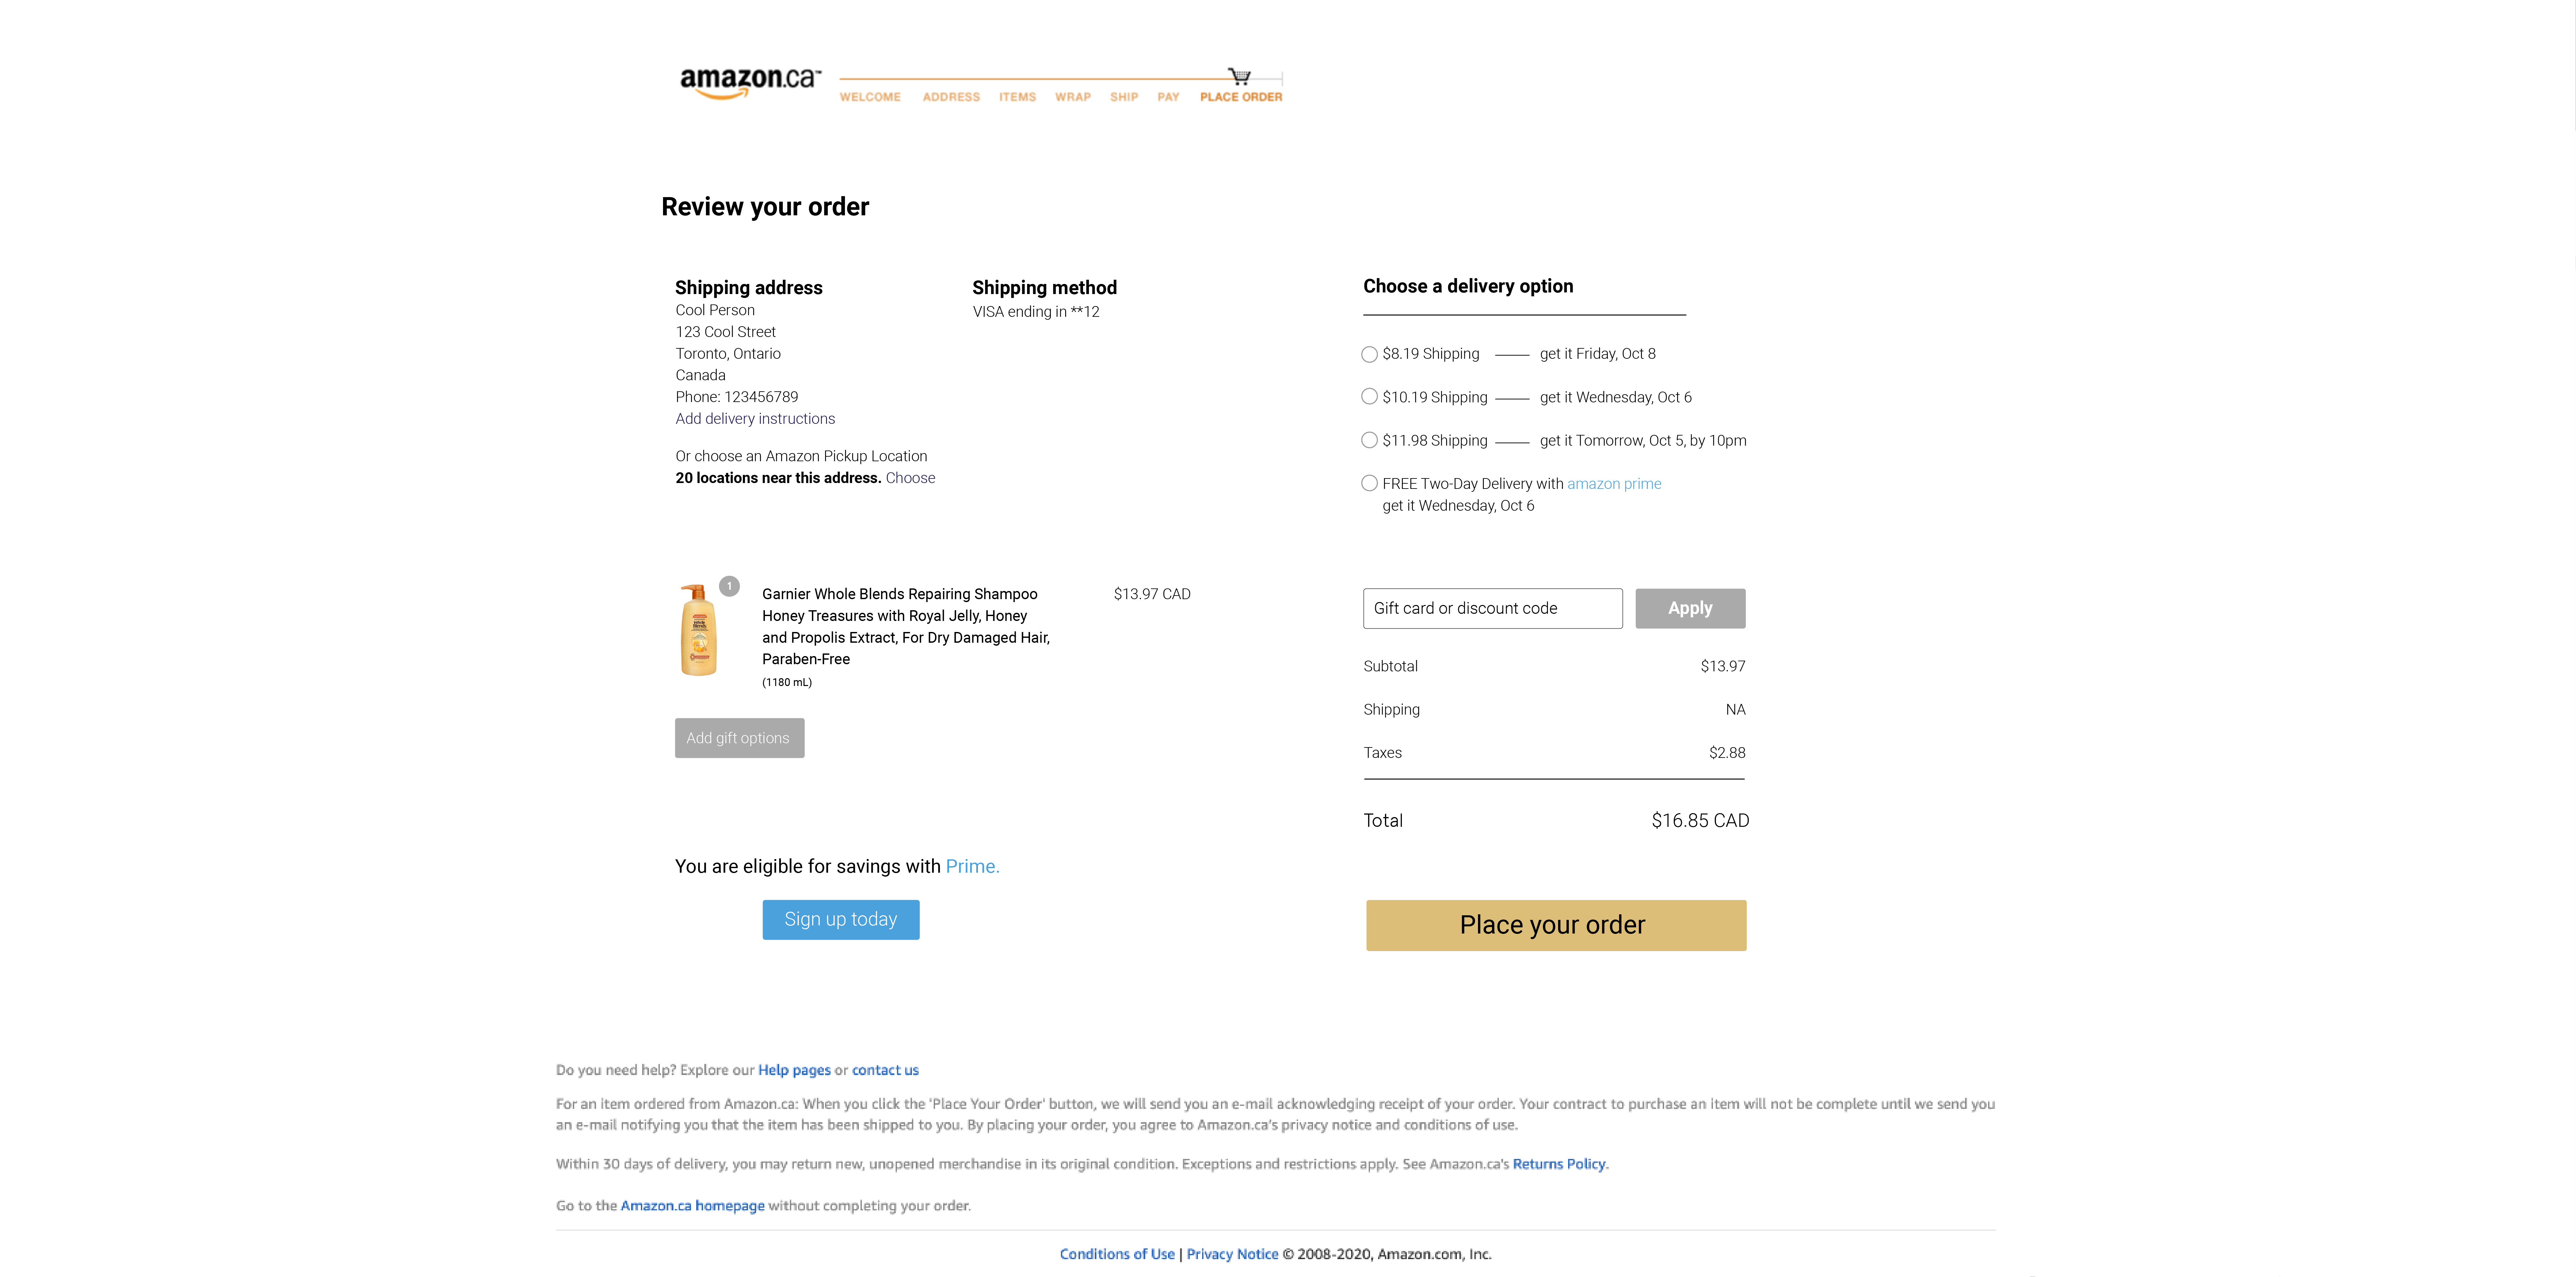 amazon.ca™
WELCOME ADDRESS ITEMS WRAP SHIP PAY PLACE ORDER
Review your order
Shipping address
Cool Person
123 Cool Street
Toronto, Ontario
Canada
Phone: 123456789
Add delivery instructions
Or choose an Amazon Pickup Location
20 locations near this address. Choose
Shipping method
VISA ending in **12
Choose a delivery option
$8.19 Shipping —— get it Friday, Oct 8
$10.19 Shipping —— get it Wednesday, Oct 6
$11.98 Shipping —— get it Tomorrow, Oct 5, by 10pm
FREE Two-Day Delivery with amazon prime
get it Wednesday, Oct 6
1
Garnier Whole Blends Repairing Shampoo
Honey Treasures with Royal Jelly, Honey
and Propolis Extract, For Dry Damaged Hair,
Paraben-Free
(1180 mL)
$13.97 CAD
Add gift options
Gift card or discount code
Apply
Subtotal $13.97
Shipping NA
Taxes $2.88
Total $16.85 CAD
You are eligible for savings with Prime.
Sign up today
Place your order
Do you need help? Explore our Help pages or contact us
For an item ordered from Amazon.ca: When you click the 'Place Your Order' button, we will send you an e-mail acknowledging receipt of your order. Your contract to purchase an item will not be complete until we send you
an e-mail notifying you that the item has been shipped to you. By placing your order, you agree to Amazon.ca's privacy notice and conditions of use.
Within 30 days of delivery, you may return new, unopened merchandise in its original condition. Exceptions and restrictions apply. See Amazon.ca's Returns Policy.
Go to the Amazon.ca homepage without completing your order.
Conditions of Use | Privacy Notice © 2008-2020, Amazon.com, Inc.